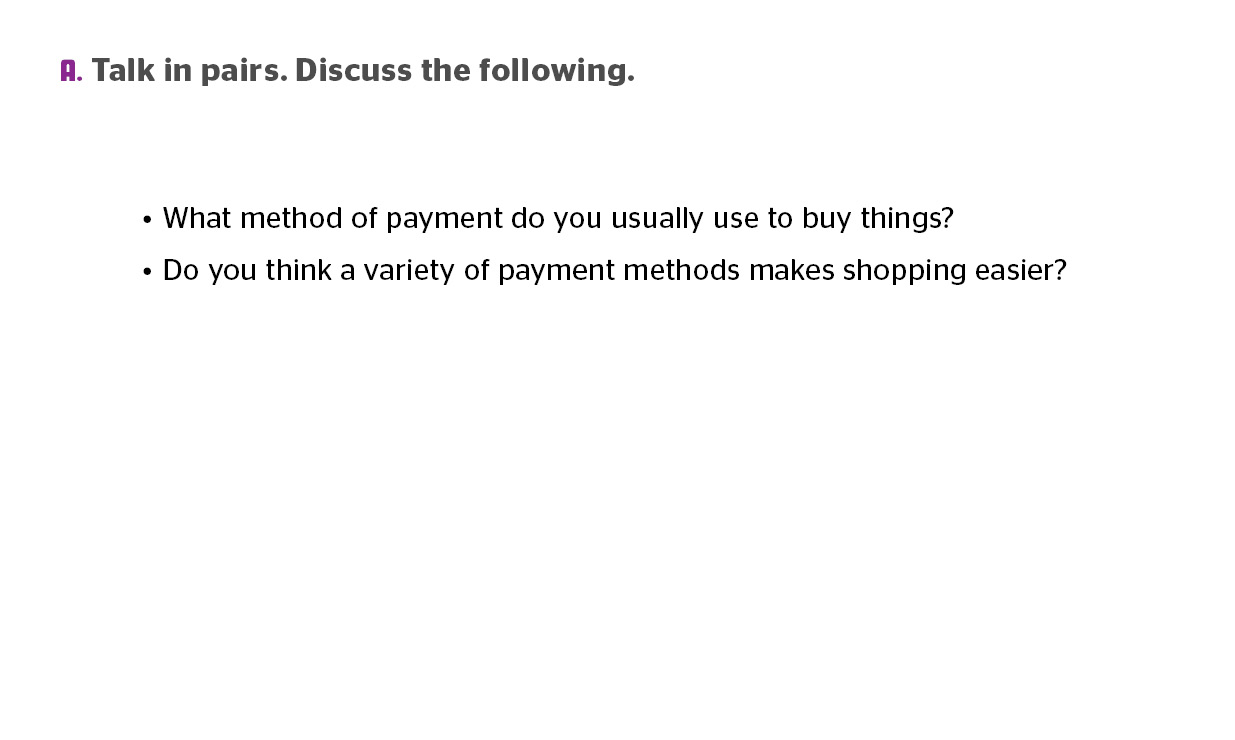 A. Talk in pairs. Discuss the following.
• What method of payment do you usually use to buy things?
• Do you think a variety of payment methods makes shopping easier?